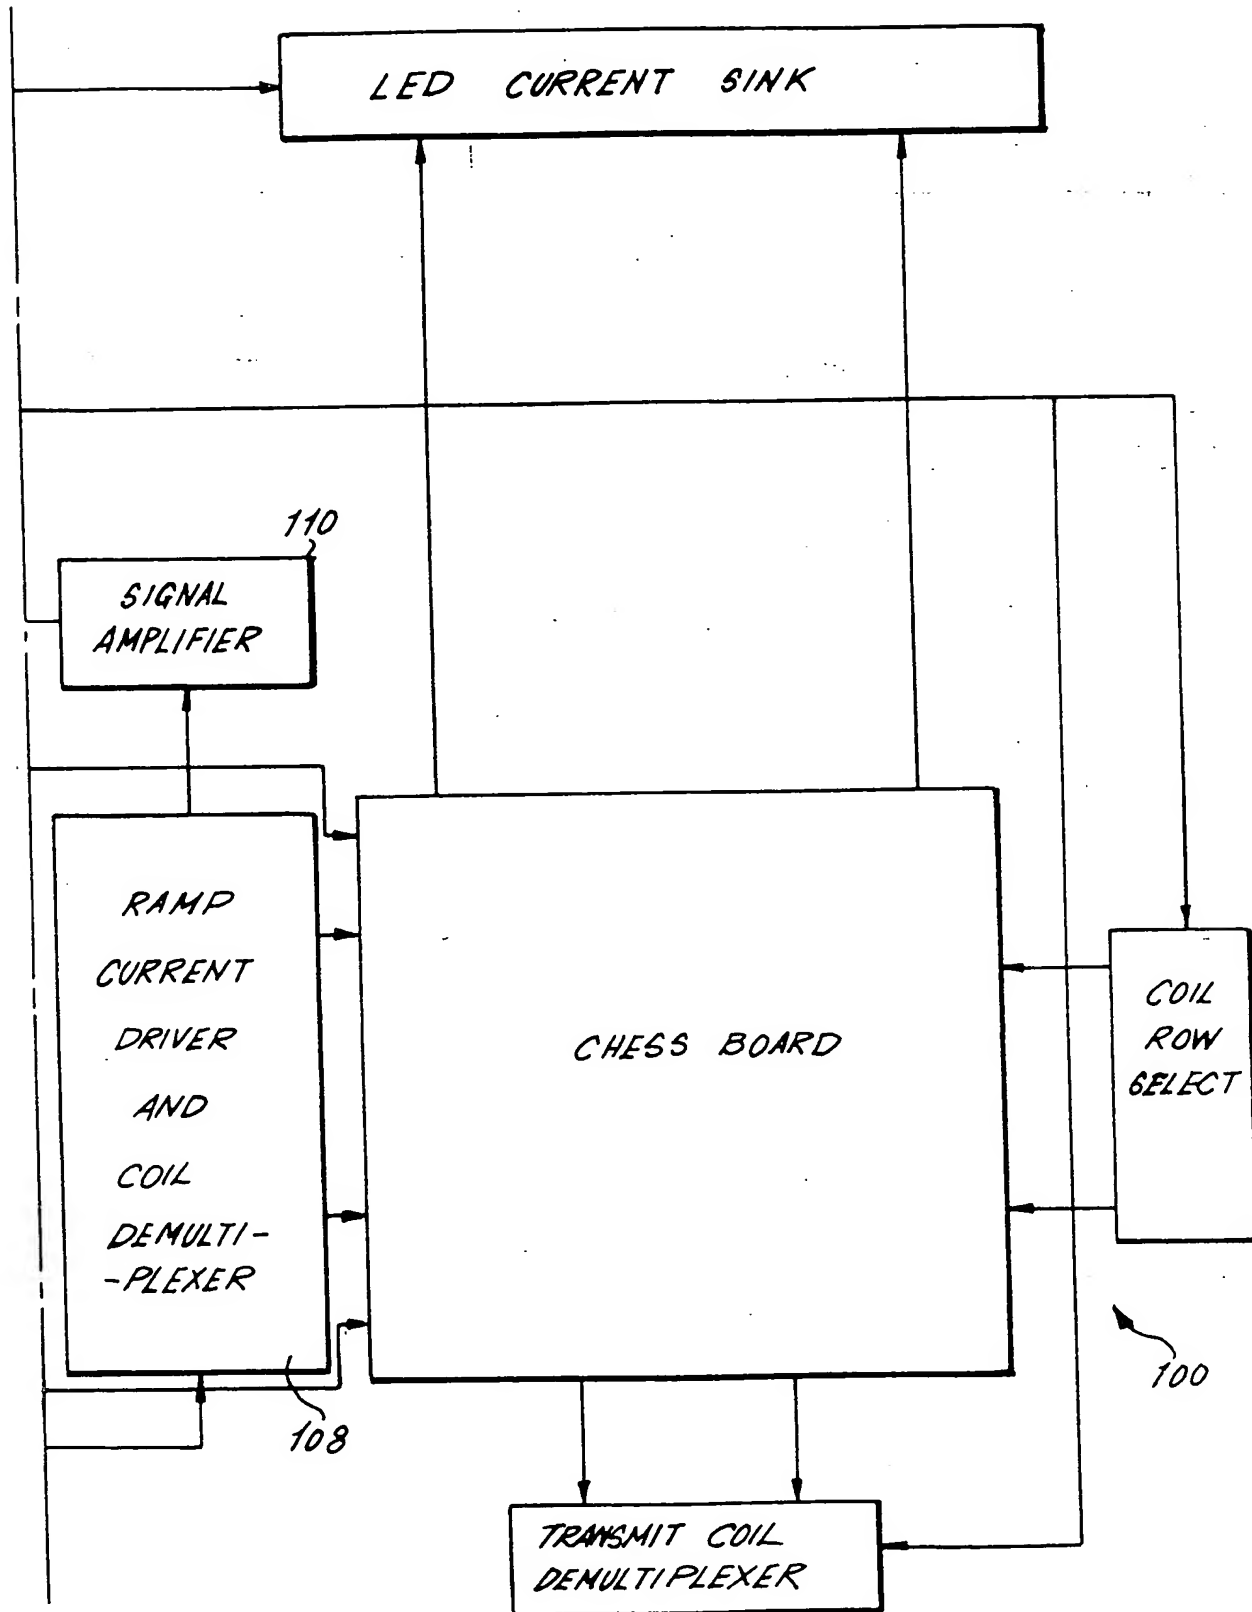 LED CURRENT SINK
110
SIGNAL
AMPLIFIER
RAMP
CURRENT
DRIVER
AND
COIL
DEMULTI-
-PLEXER
108
CHESS BOARD
COIL
ROW
SELECT
100
TRANSMIT COIL
DEMULTIPLEXER